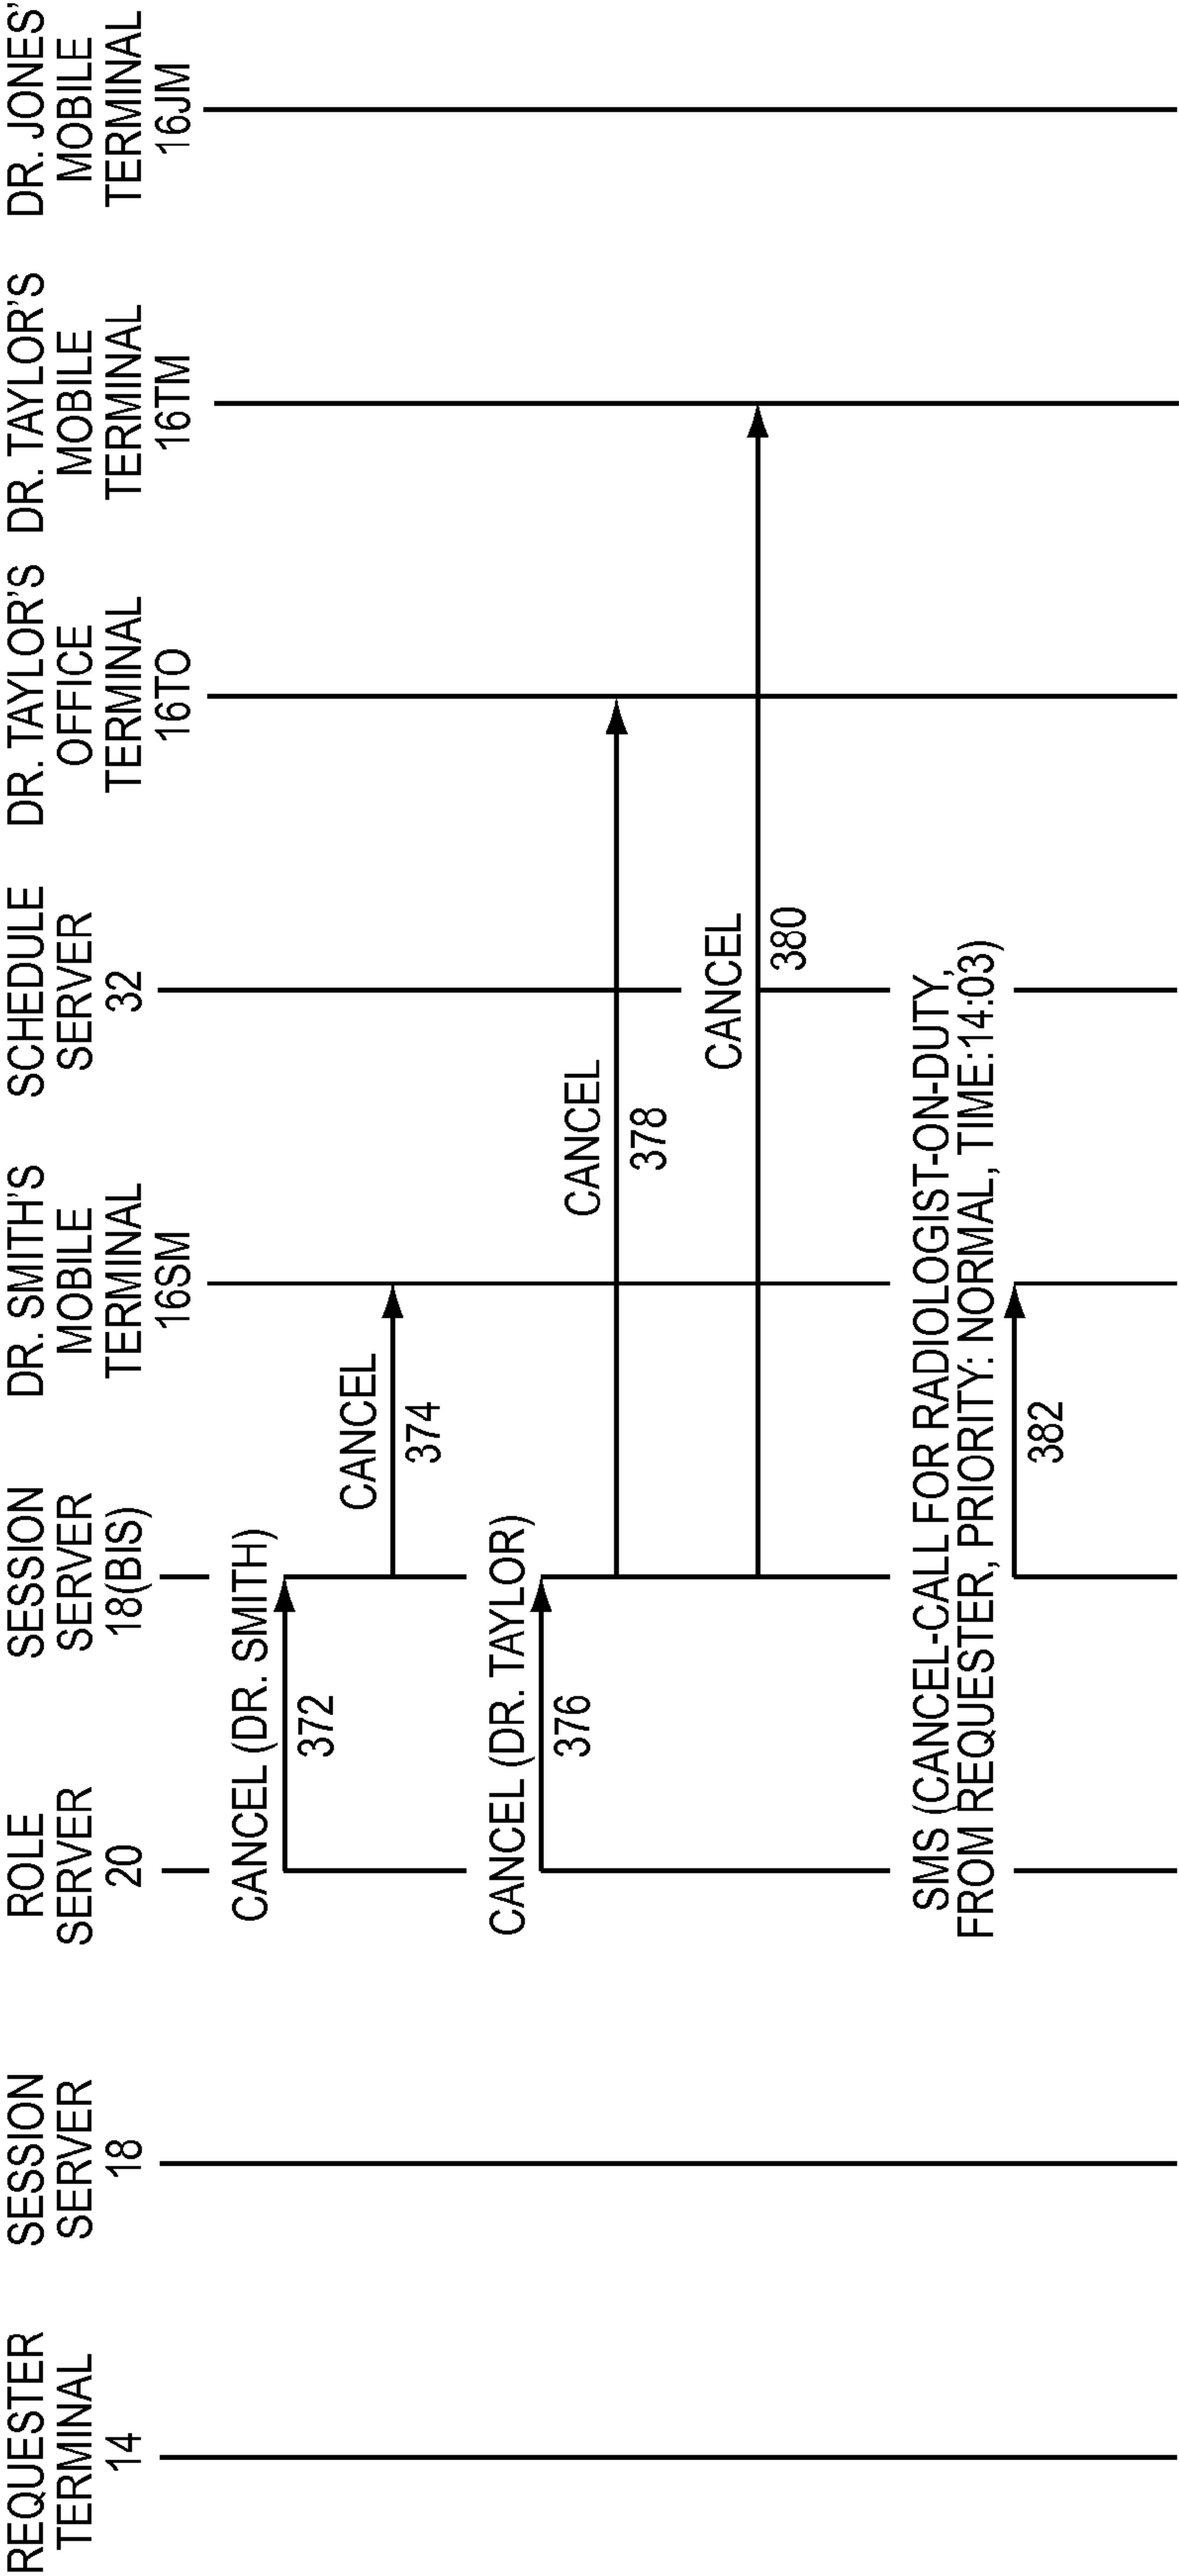 REQUESTER
TERMINAL
14
SESSION
SERVER
18
ROLE
SERVER
20
SESSION
SERVER
18(BIS)
DR. SMITH'S
MOBILE
TERMINAL
16SM
SCHEDULE
SERVER
32
DR. TAYLOR'S
OFFICE
TERMINAL
16TO
DR. TAYLOR'S
MOBILE
TERMINAL
16TM
DR. JONES'
MOBILE
TERMINAL
16JM
CANCEL (DR. SMITH)
372
CANCEL
374
CANCEL (DR. TAYLOR)
376
CANCEL
378
CANCEL
380
SMS (CANCEL-CALL FOR RADIOLOGIST-ON-DUTY,
FROM REQUESTER, PRIORITY: NORMAL, TIME:14:03)
382